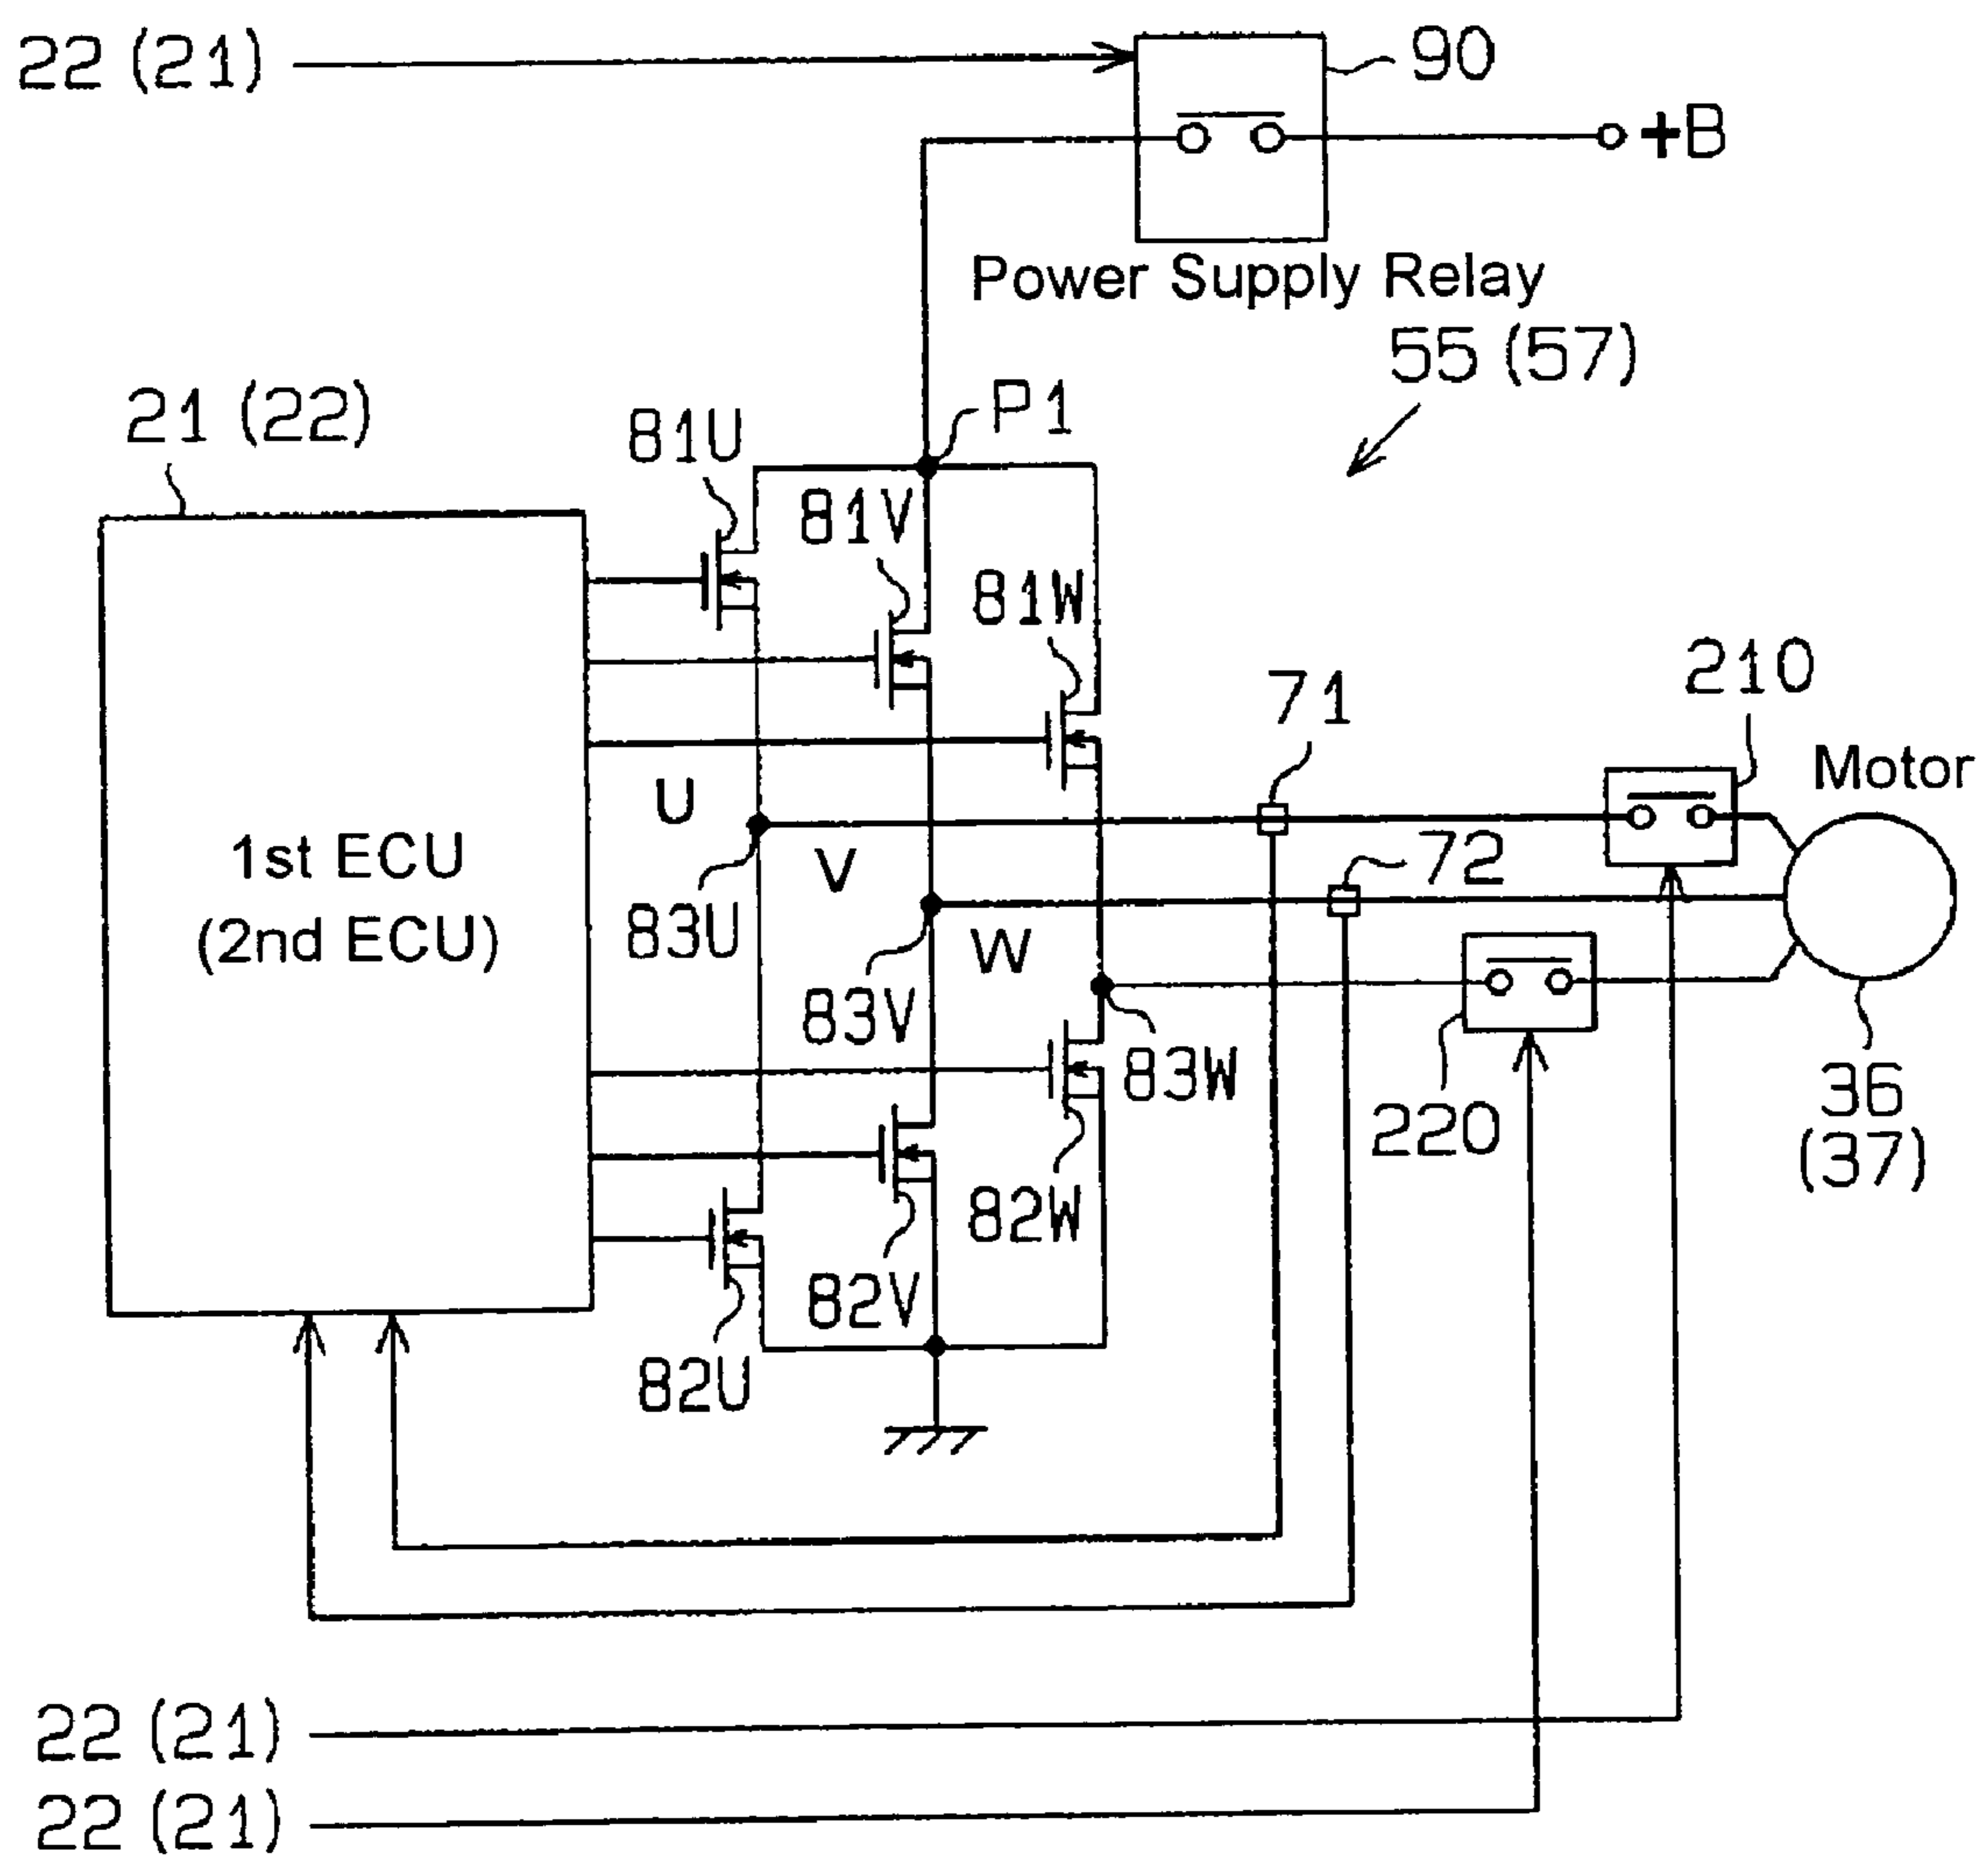 22 (21)
90
+B
Power Supply Relay
55 (57)
21 (22)
81U
P1
81V
81W
71
210
Motor
1st ECU
(2nd ECU)
U
72
V
83U
W
83V
83W
220
36
(37)
82W
82V
82U
22 (21)
22 (21)